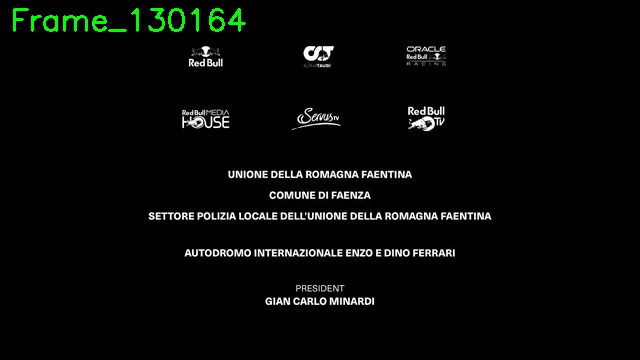 Frame_130164
Red Bull
ALPHATAURI
ORACLE
Red Bull
RACING
Red Bull MEDIA
HOUSE
ServusTV
Red Bull
TV
UNIONE DELLA ROMAGNA FAENTINA
COMUNE DI FAENZA
SETTORE POLIZIA LOCALE DELL'UNIONE DELLA ROMAGNA FAENTINA
AUTODROMO INTERNAZIONALE ENZO E DINO FERRARI
PRESIDENT
GIAN CARLO MINARDI